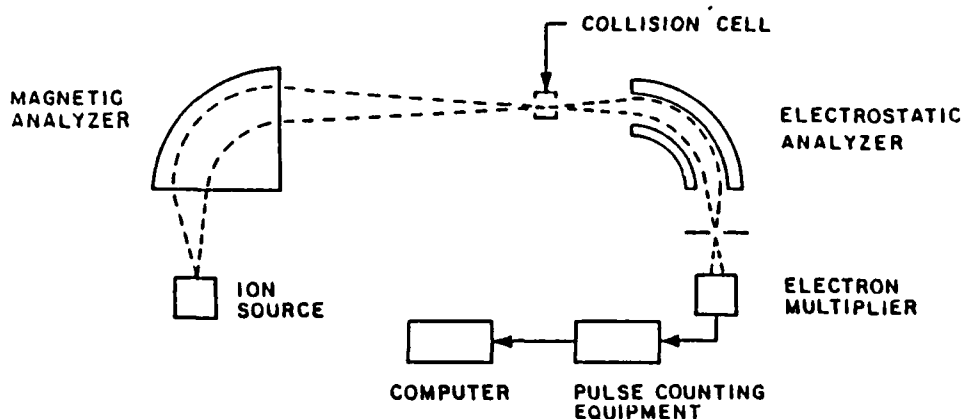 COLLISION CELL
MAGNETIC
ANALYZER
ELECTROSTATIC
ANALYZER
ION
SOURCE
ELECTRON
MULTIPLIER
COMPUTER
PULSE COUNTING
EQUIPMENT